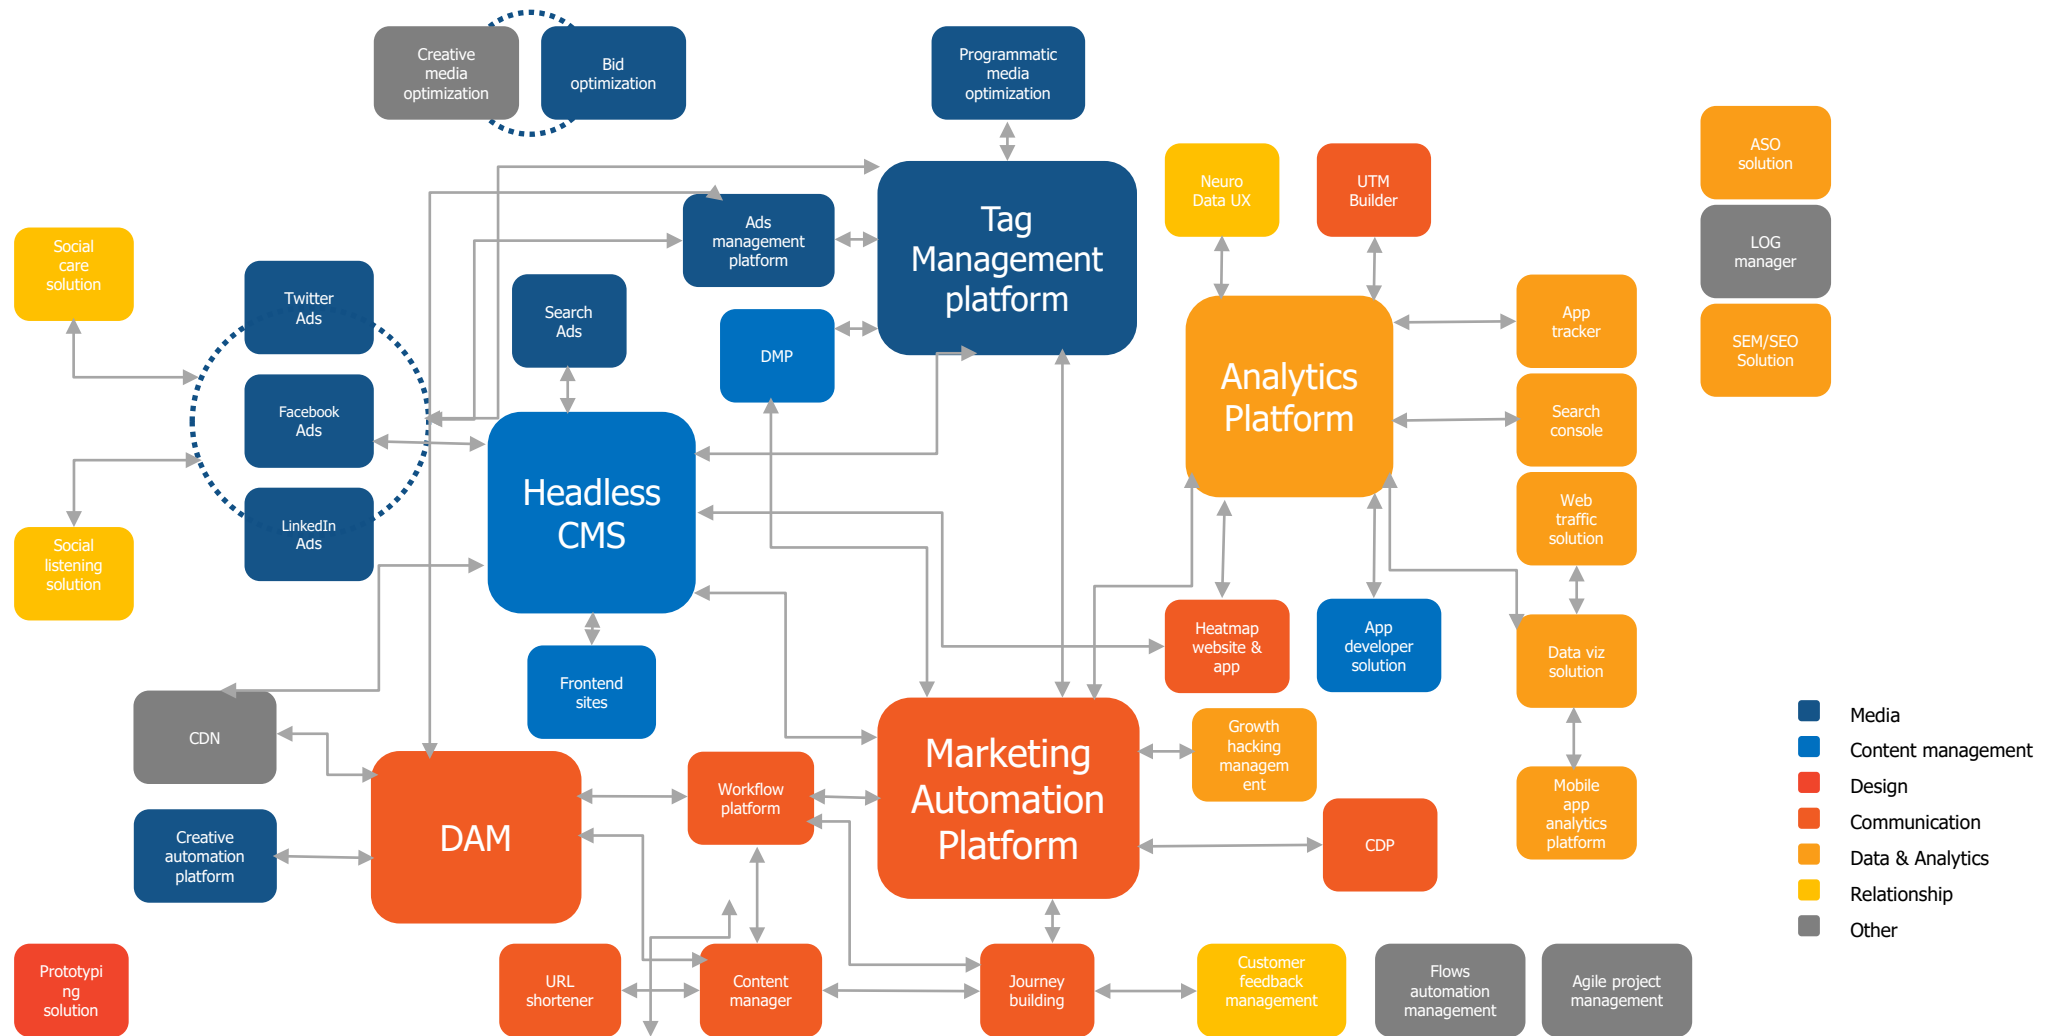 Creative
media
optimization
Bid
optimization
Programmatic
media
optimization
ASO
solution
LOG
manager
SEM/SEO
Solution
Neuro
Data UX
UTM
Builder
Tag
Management
platform
Ads
management
platform
Social
care
solution
Twitter
Ads
Search
Ads
DMP
App
tracker
Analytics
Platform
Facebook
Ads
Search
console
Headless
CMS
LinkedIn
Ads
Social
listening
solution
Web
traffic
solution
Heatmap
website &
app
App
developer
solution
Data viz
solution
Frontend
sites
CDN
Marketing
Automation
Platform
Growth
hacking
managem
ent
Mobile
app
analytics
platform
Workflow
platform
DAM
Creative
automation
platform
CDP
Media
Content management
Design
Communication
Data & Analytics
Relationship
Other
Prototypi
ng
solution
URL
shortener
Content
manager
Journey
building
Customer
feedback
management
Flows
automation
management
Agile project
management